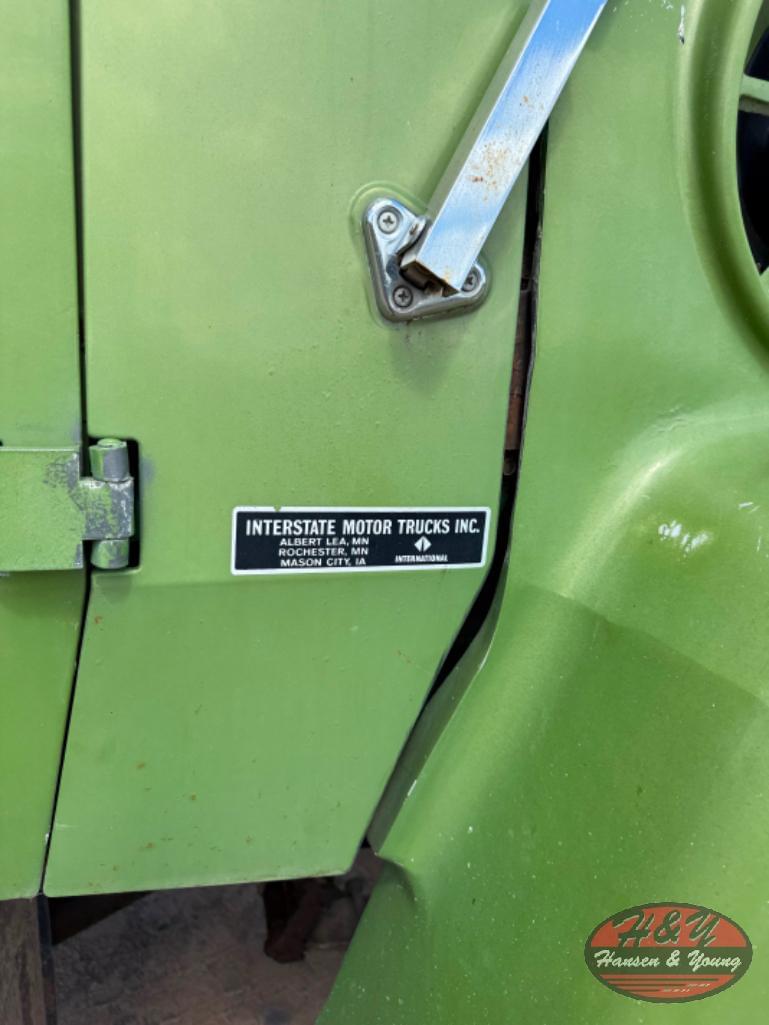 INTERSTATE MOTOR TRUCKS INC.
ALBERT LEA, MN
ROCHESTER, MN
MASON CITY, IA
INTERNATIONAL
H&Y
Hansen & Young